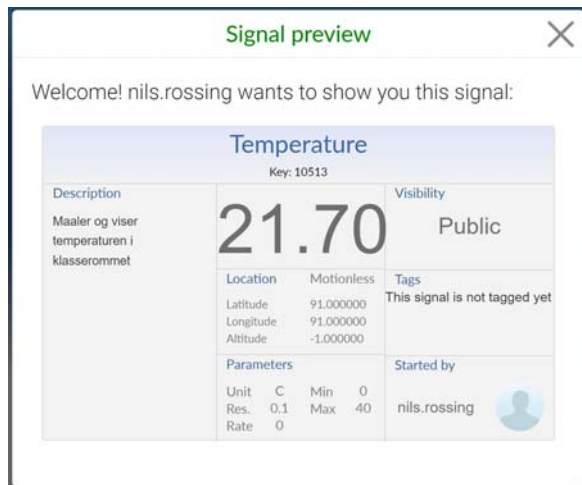 Signal preview
Welcome! nils.rossing wants to show you this signal:
Temperature
Key: 10513
Description
Maaler og viser
temperaturen i
klasserommet
21.70
Location Motionless
Latitude 91.000000
Longitude 91.000000
Altitude -1.000000
Parameters
Unit C Min 0
Res. 0.1 Max 40
Rate 0
Visibility
Public
Tags
This signal is not tagged yet
Started by
nils.rossing